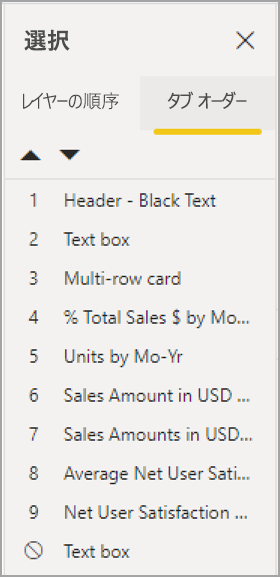 選択
レイヤーの順序 タブ オーダー
1 Header - Black Text
2 Text box
3 Multi-row card
4 % Total Sales $ by Mo...
5 Units by Mo-Yr
6 Sales Amount in USD ...
7 Sales Amounts in USD...
8 Average Net User Sati...
9 Net User Satisfaction ...
Text box